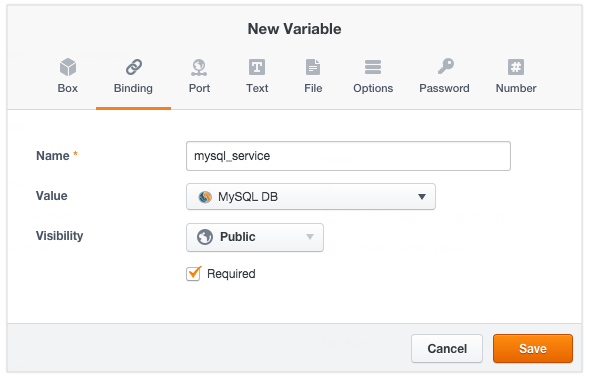 New Variable
Box Binding Port Text File Options Password Number
Name *
mysql_service
Value
MySQL DB
Visibility
Public
Required
Cancel Save